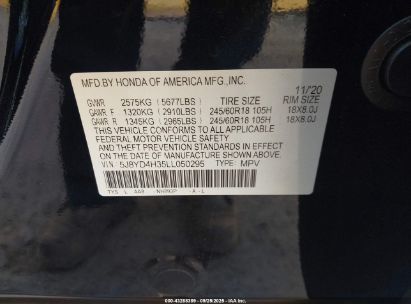 MFD BY HONDA OF AMERICA MFG., INC. 11/20
TIRE SIZE RIM SIZE
GVWR 2575KG (5677LBS)
GAWR F 1320KG (2910LBS) 245/60R18 105H 18X8.0J
GAWR R 1345KG (2965LBS) 245/60R18 105H 18X8.0J
THIS VEHICLE CONFORMS TO ALL APPLICABLE
FEDERAL MOTOR VEHICLE SAFETY
AND THEFT PREVENTION STANDARDS IN EFFECT
ON THE DATE OF MANUFACTURE SHOWN ABOVE.
V.I.N. 5J8YD4H35LL050295 TYPE: MPV